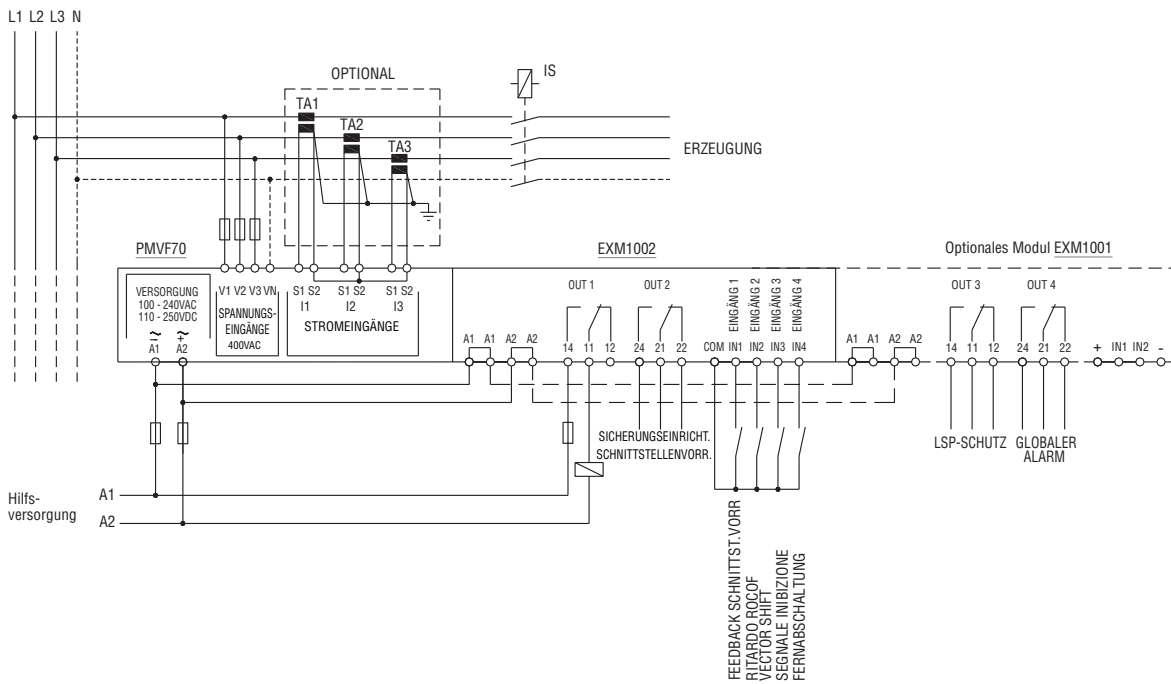 L1 L2 L3 N
OPTIONAL
IS
TA1
TA2
TA3
ERZEUGUNG
PMVF70
EXM1002
Optionales Modul EXM1001
VERSORGUNG
100 - 240VAC
110 - 250VDC
A1 A2
V1 V2 V3 VN
SPANNUNGS-
EINGÄNGE
400VAC
S1 S2 S1 S2 S1 S2
I1 I2 I3
STROMEINGÄNGE
A1 A1 A2 A2
OUT 1
14 11 12
OUT 2
24 21 22
EINGÄNG 1
EINGÄNG 2
EINGÄNG 3
EINGÄNG 4
COM IN1 IN2 IN3 IN4
A1 A1 A2 A2
OUT 3
14 11 12
OUT 4
24 21 22
+ IN1 IN2 -
SICHERUNGSEINRICHT.
SCHNITTSTELLENVORR.
LSP-SCHUTZ
GLOBALER
ALARM
Hilfs-
versorgung
A1
A2
FEEDBACK SCHNITTST.VORR
RITARDO ROCOF
VECTOR SHIFT
SEGNALE INIBIZIONE
FERNABSCHALTUNG